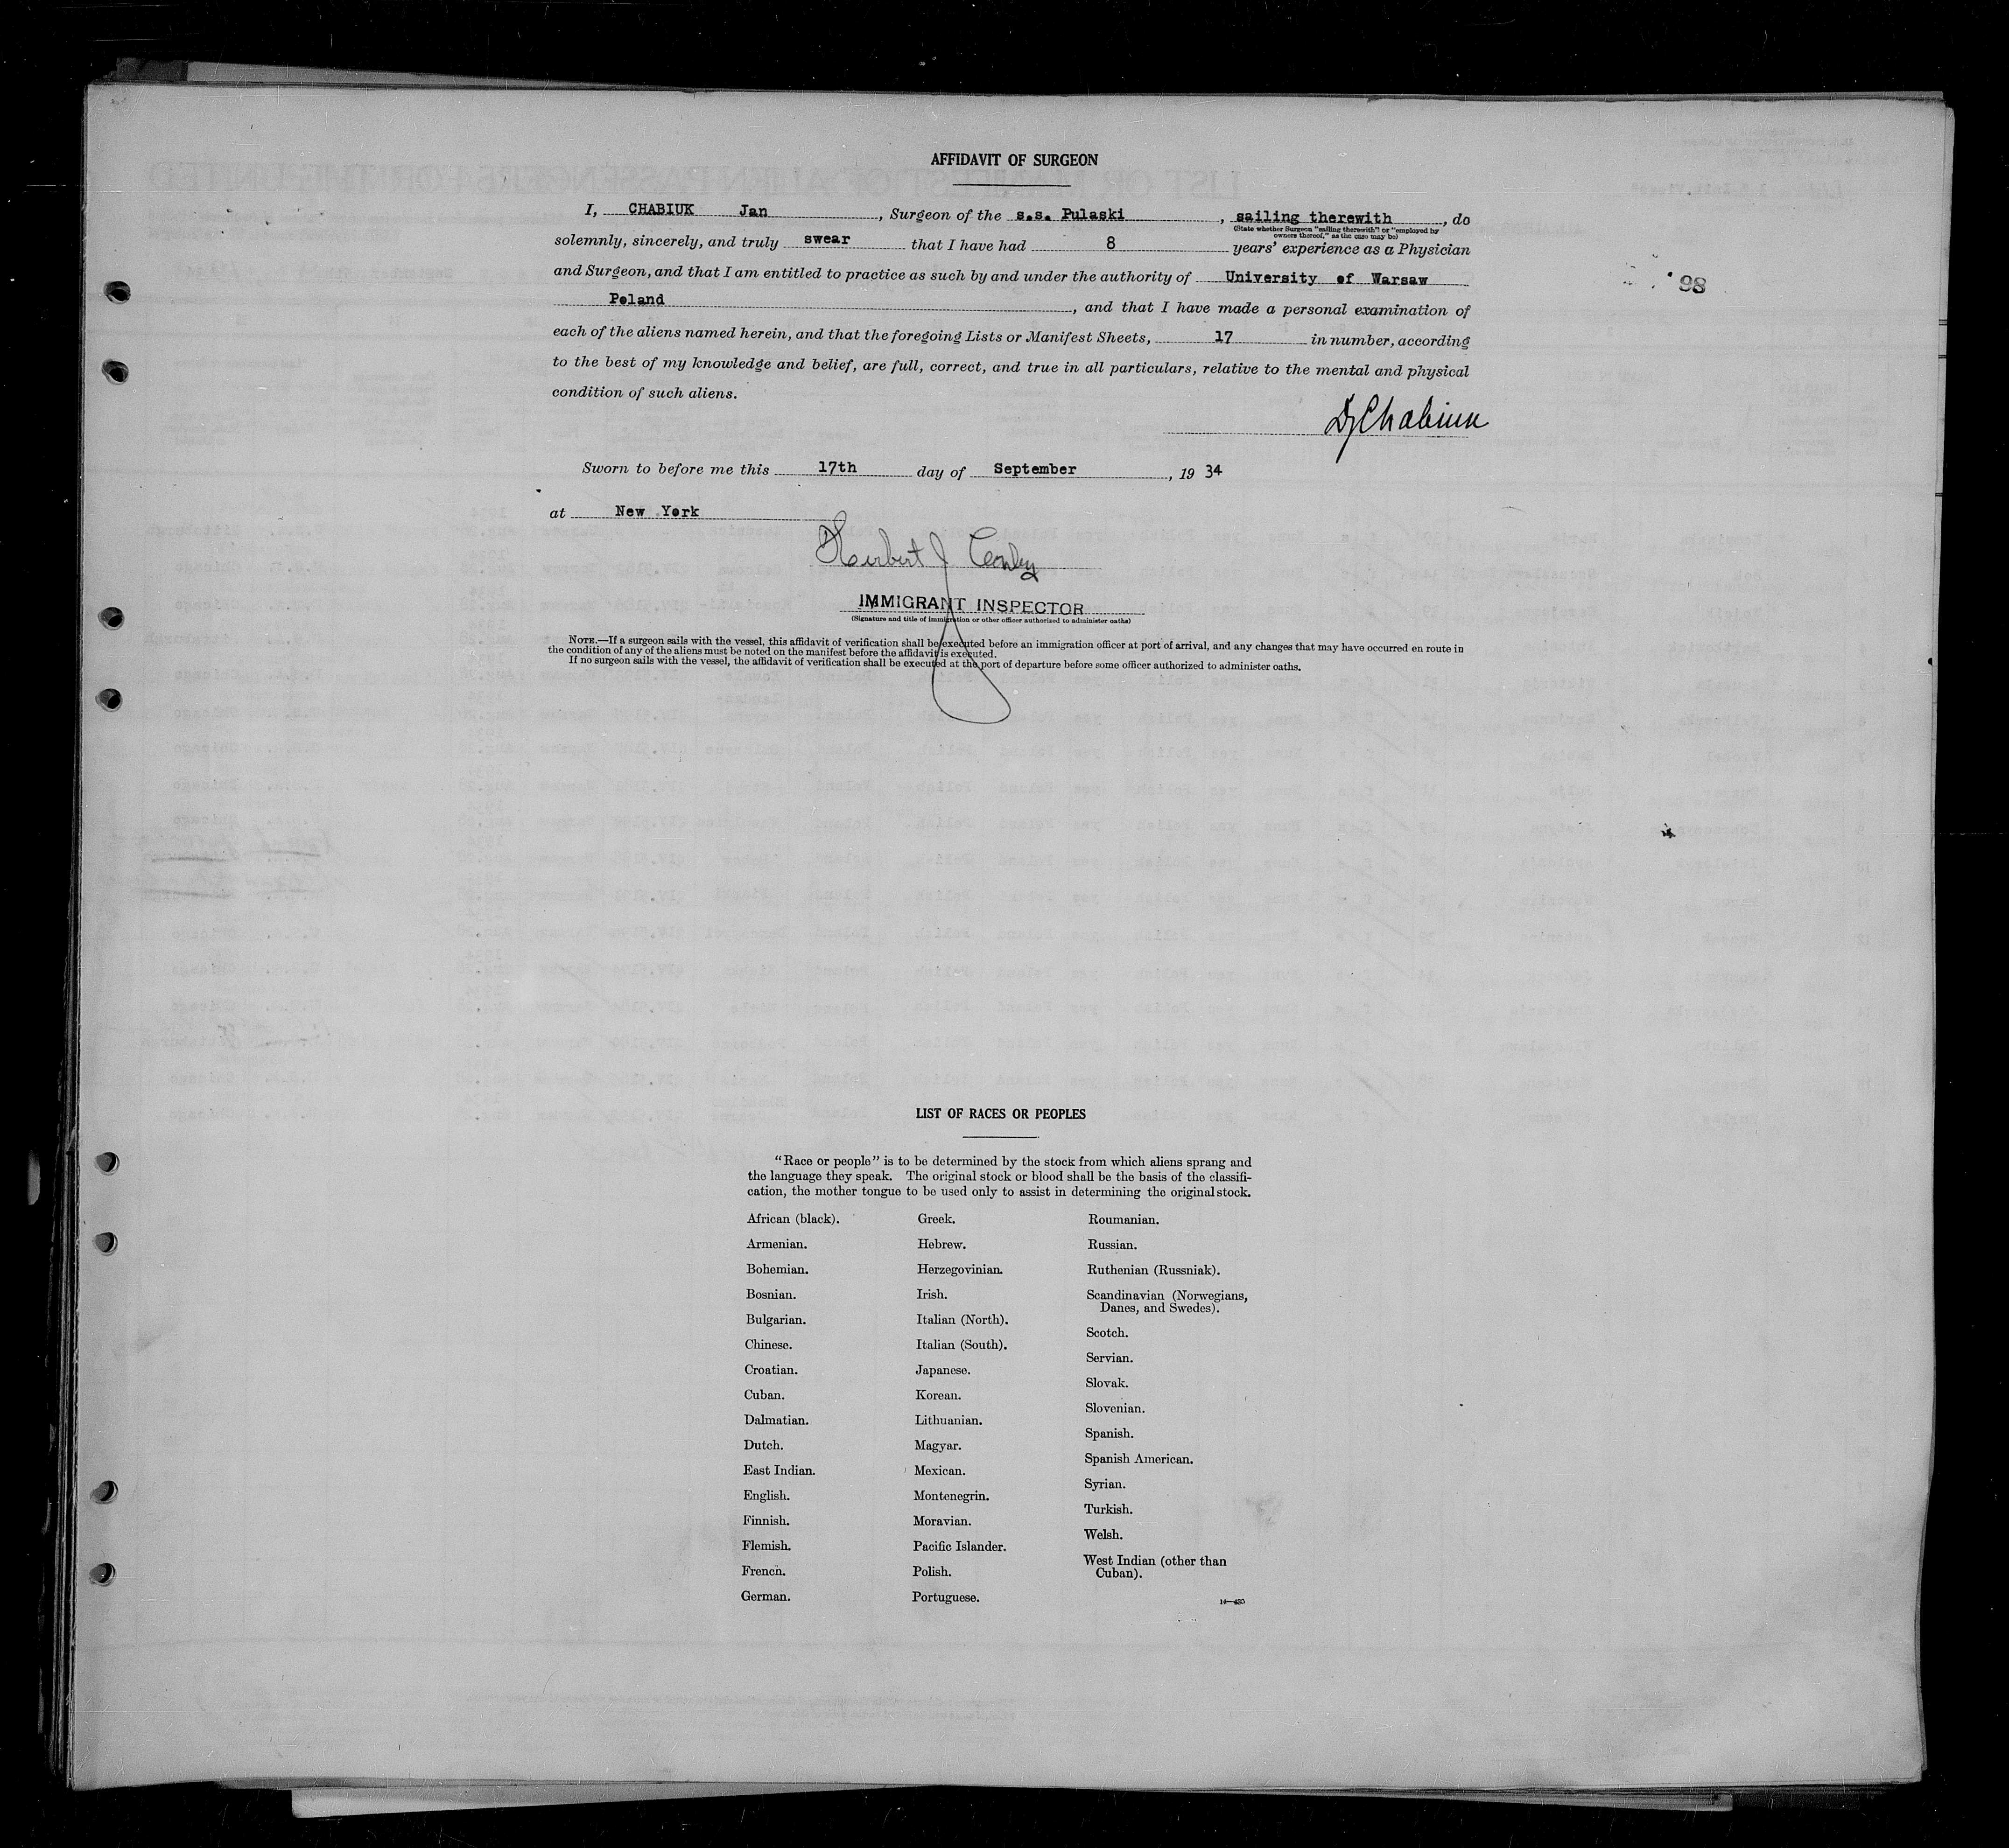 AFFIDAVIT OF SURGEON
I, CHABIUK Jan, Surgeon of the s.s. Pulaski, sailing therewith, do
(State whether Surgeon "sailing therewith" or "employed by
owners thereof," as the case may be)
solemnly, sincerely, and truly swear that I have had 8 years' experience as a Physician
and Surgeon, and that I am entitled to practice as such by and under the authority of University of Warsaw
Poland, and that I have made a personal examination of
each of the aliens named herein, and that the foregoing Lists or Manifest Sheets, 17 in number, according
to the best of my knowledge and belief, are full, correct, and true in all particulars, relative to the mental and physical
condition of such aliens.
98
Sworn to before me this 17th day of September, 19 34
at New York
Herbert J.
IMMIGRANT INSPECTOR
(Signature and title of immigration or other officer authorized to administer oaths)
NOTE.—If a surgeon sails with the vessel, this affidavit of verification shall be executed before an immigration officer at port of arrival, and any changes that may have occurred en route in
the condition of any of the aliens must be noted on the manifest before the affidavit is executed.
If no surgeon sails with the vessel, the affidavit of verification shall be executed at the port of departure before some officer authorized to administer oaths.
LIST OF RACES OR PEOPLES
"Race or people" is to be determined by the stock from which aliens sprang and
the language they speak. The original stock or blood shall be the basis of the classifi-
cation, the mother tongue to be used only to assist in determining the original stock.
African (black).
Armenian.
Bohemian.
Bosnian.
Bulgarian.
Chinese.
Croatian.
Cuban.
Dalmatian.
Dutch.
East Indian.
English.
Finnish.
Flemish.
French.
German.
Greek.
Hebrew.
Herzegovinian.
Irish.
Italian (North).
Italian (South).
Japanese.
Korean.
Lithuanian.
Magyar.
Mexican.
Montenegrin.
Moravian.
Pacific Islander.
Polish.
Portuguese.
Roumanian.
Russian.
Ruthenian (Russniak).
Scandinavian (Norwegians,
Danes, and Swedes).
Scotch.
Servian.
Slovak.
Slovenian.
Spanish.
Spanish American.
Syrian.
Turkish.
Welsh.
West Indian (other than
Cuban).